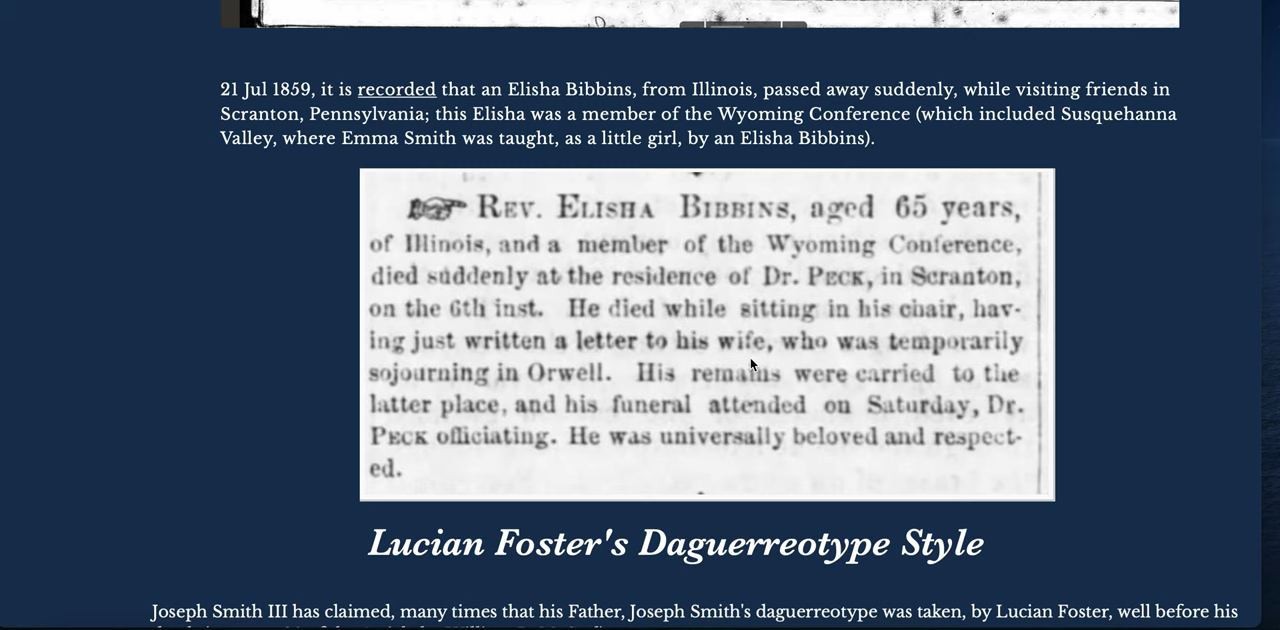 21 Jul 1859, it is recorded that an Elisha Bibbins, from Illinois, passed away suddenly, while visiting friends in
Scranton, Pennsylvania; this Elisha was a member of the Wyoming Conference (which included Susquehanna
Valley, where Emma Smith was taught, as a little girl, by an Elisha Bibbins).
REV. ELISHA BIBBINS, aged 65 years,
of Illinois, and a member of the Wyoming Conference,
died suddenly at the residence of Dr. PECK, in Scranton,
on the 6th inst. He died while sitting in his chair, hav-
ing just written a letter to his wife, who was temporarily
sojourning in Orwell. His remains were carried to the
latter place, and his funeral attended on Saturday, Dr.
PECK officiating. He was universally beloved and respect-
ed.
Lucian Foster's Daguerreotype Style
Joseph Smith III has claimed, many times that his Father, Joseph Smith's daguerreotype was taken, by Lucian Foster, well before his